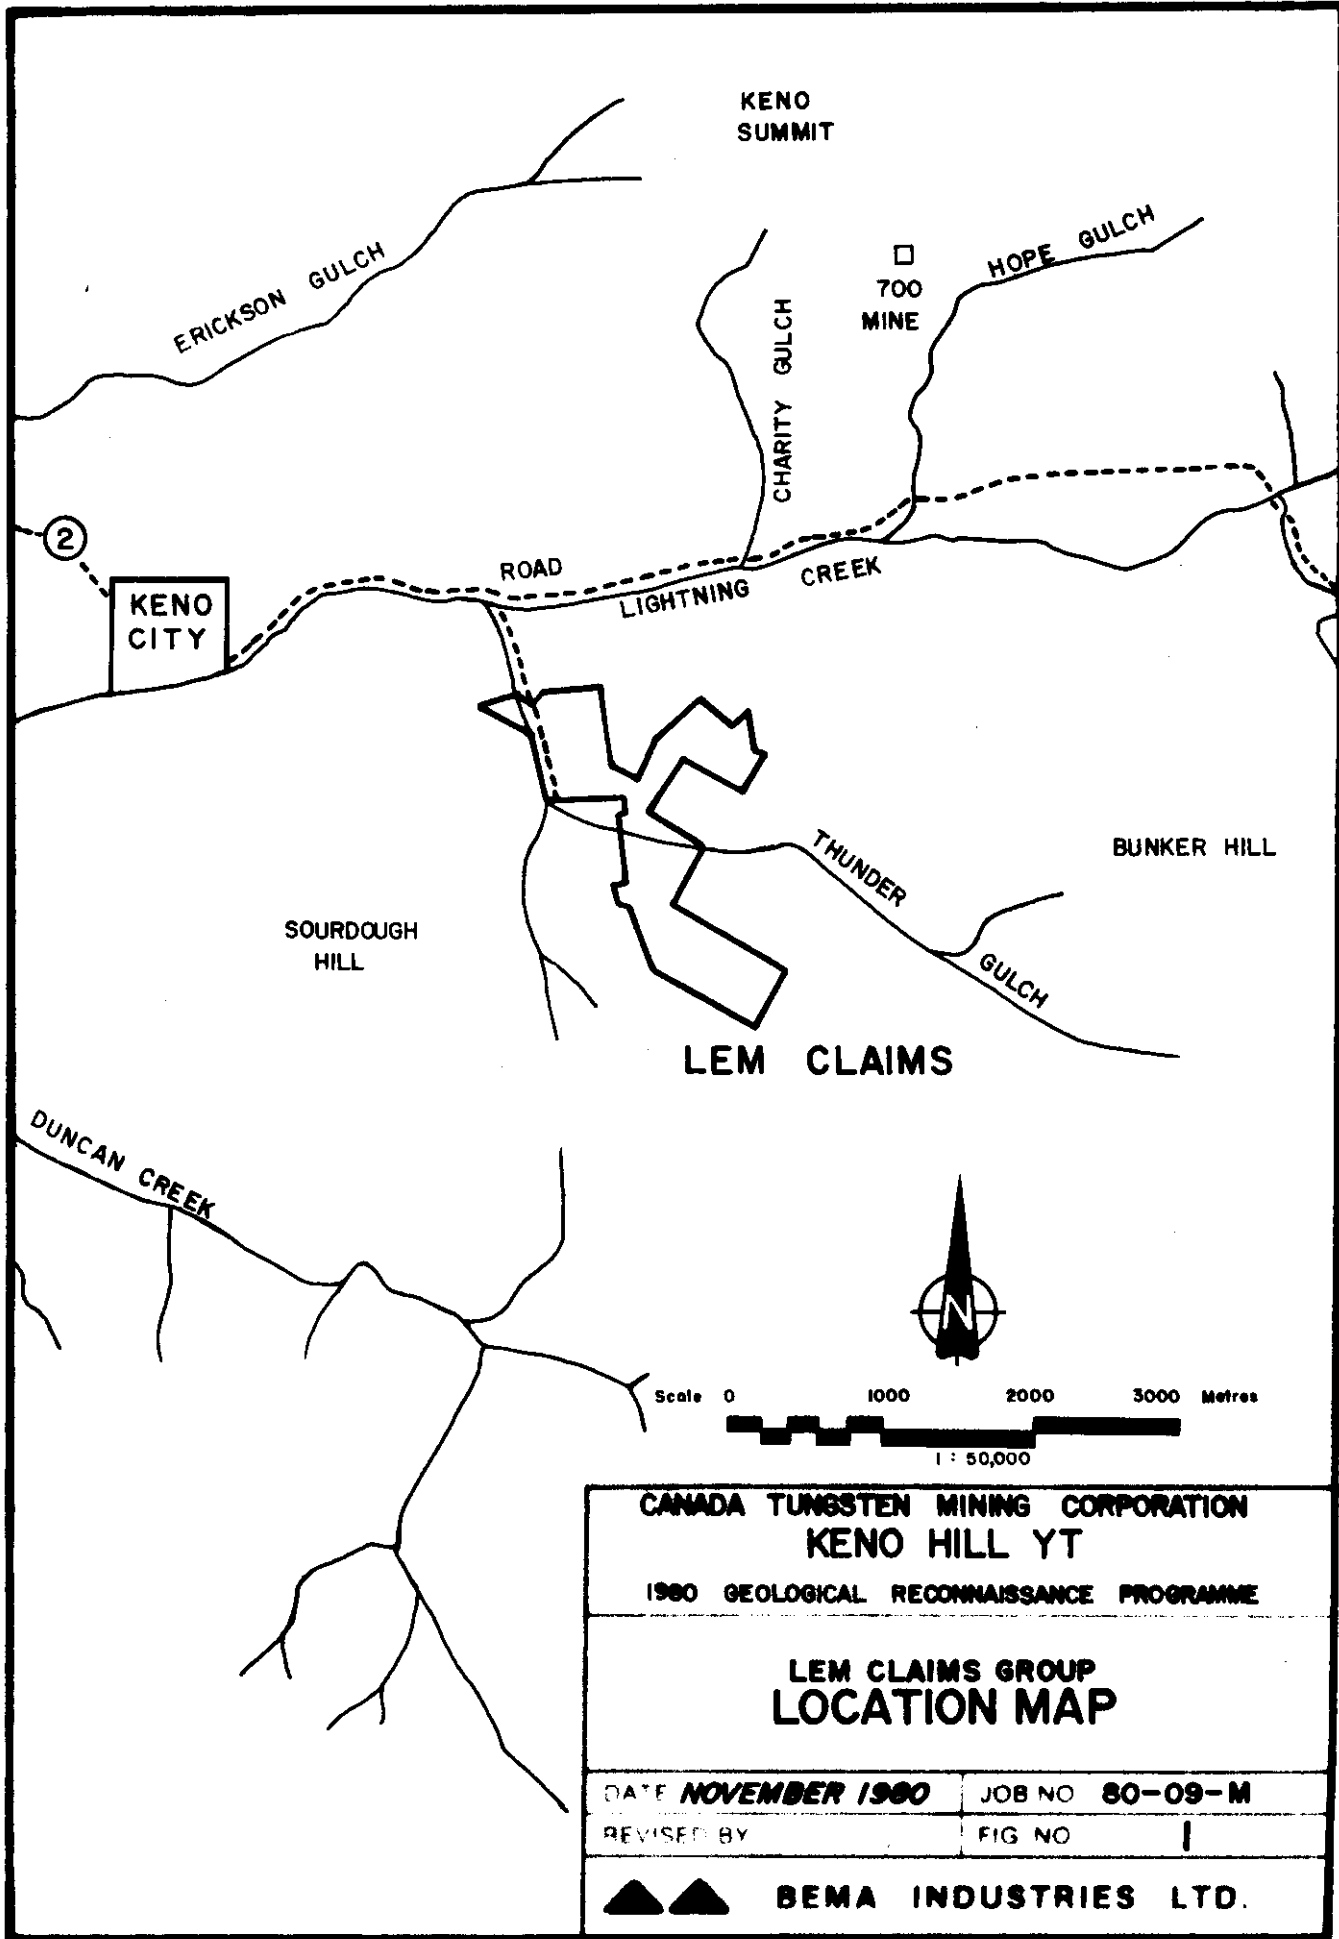 KENO
SUMMIT
ERICKSON GULCH
HOPE GULCH
700
MINE
CHARITY GULCH
2
KENO
CITY
ROAD
LIGHTNING CREEK
THUNDER GULCH
BUNKER HILL
SOURDOUGH
HILL
LEM CLAIMS
DUNCAN CREEK
N
Scale 0 1000 2000 3000 Metres
1 : 50,000
CANADA TUNGSTEN MINING CORPORATION
KENO HILL YT
1980 GEOLOGICAL RECONNAISSANCE PROGRAMME
LEM CLAIMS GROUP
LOCATION MAP
DATE NOVEMBER 1980
JOB NO 80-09-M
REVISED BY
FIG NO 1
BEMA INDUSTRIES LTD.